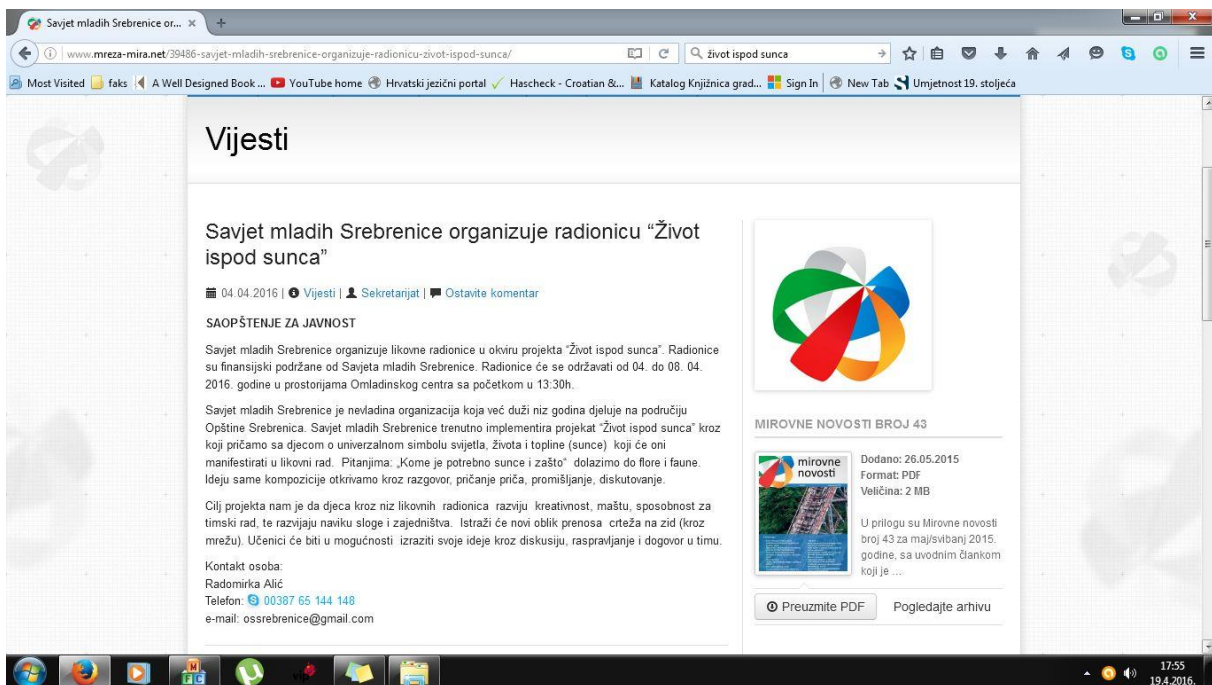 Savjet mladih Srebrenice or...
www.mreza-mira.net/39486-savjet-mladih-srebrenice-organizuje-radionicu-zivot-ispod-sunca/
život ispod sunca
Most Visited faks A Well Designed Book ... YouTube home Hrvatski jezični portal Hascheck - Croatian &... Katalog Knjižnica grad... Sign In New Tab Umjetnost 19. stoljeća
Vijesti
Savjet mladih Srebrenice organizuje radionicu “Život
ispod sunca”
04.04.2016 | Vijesti | Sekretarijat | Ostavite komentar
SAOPŠTENJE ZA JAVNOST
Savjet mladih Srebrenice organizuje likovne radionice u okviru projekta “Život ispod sunca”. Radionice
su finansijski podržane od Savjeta mladih Srebrenice. Radionice će se održavati od 04. do 08. 04.
2016. godine u prostorijama Omladinskog centra sa početkom u 13:30h.
Savjet mladih Srebrenice je nevladina organizacija koja već duži niz godina djeluje na području
Opštine Srebrenica. Savjet mladih Srebrenice trenutno implementira projekat “Život ispod sunca” kroz
koji pričamo sa djecom o univerzalnom simbolu svijetla, života i topline (sunce) koji će oni
manifestirati u likovni rad. Pitanjima: „Kome je potrebno sunce i zašto“ dolazimo do flore i faune.
Ideju same kompozicije otkrivamo kroz razgovor, pričanje priča, promišljanje, diskutovanje.
Cilj projekta nam je da djeca kroz niz likovnih radionica razviju kreativnost, maštu, sposobnost za
timski rad, te razvijaju naviku sloge i zajedništva. Istraži će novi oblik prenosa crteža na zid (kroz
mrežu). Učenici će biti u mogućnosti izraziti svoje ideje kroz diskusiju, raspravljanje i dogovor u timu.
Kontakt osoba:
Radomirka Alić
Telefon: 00387 65 144 148
e-mail: ossrebrenice@gmail.com
MIROVNE NOVOSTI BROJ 43
mirovne
novosti
Dodano: 26.05.2015
Format: PDF
Veličina: 2 MB
U prilogu su Mirovne novosti
broj 43 za maj/svibanj 2015.
godine, sa uvodnim člankom
koji je ...
Preuzmite PDF Pogledajte arhivu
17:55
19.4.2016.